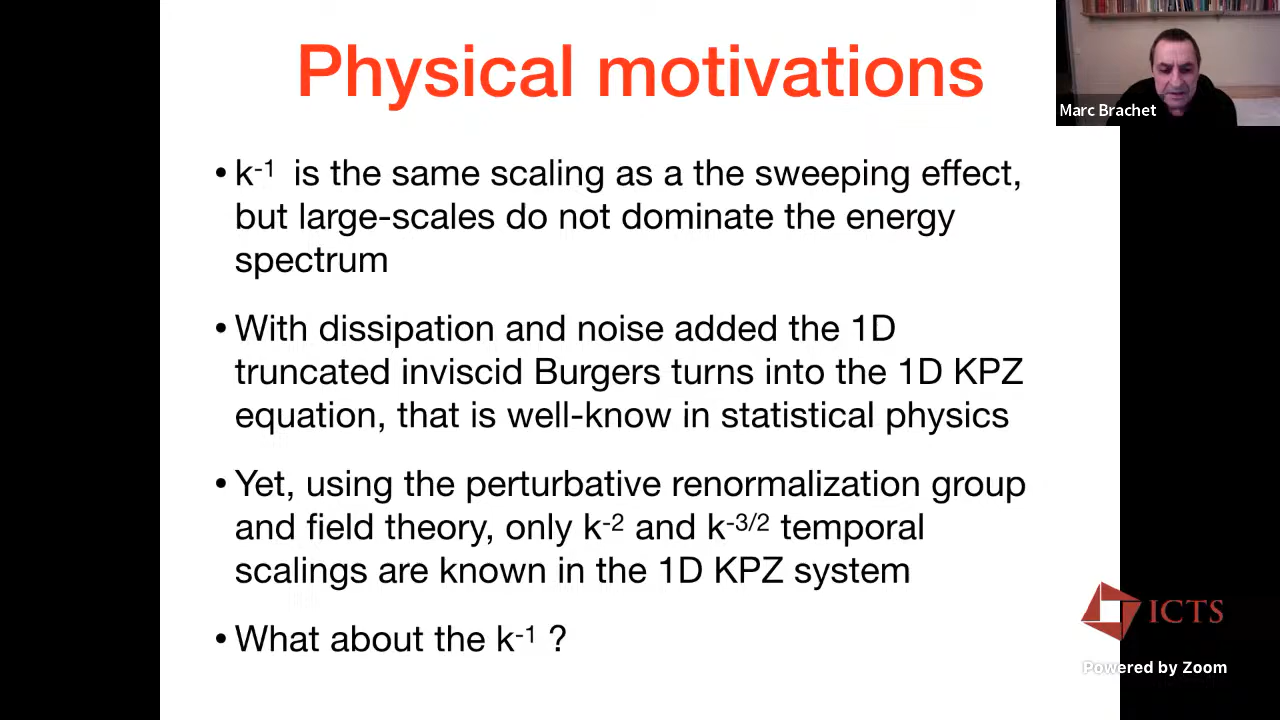 Physical motivations
Marc Brachet
• k-1 is the same scaling as a the sweeping effect,
but large-scales do not dominate the energy
spectrum
• With dissipation and noise added the 1D
truncated inviscid Burgers turns into the 1D KPZ
equation, that is well-know in statistical physics
• Yet, using the perturbative renormalization group
and field theory, only k-2 and k-3/2 temporal
scalings are known in the 1D KPZ system
• What about the k-1 ?
ICTS
Powered by Zoom